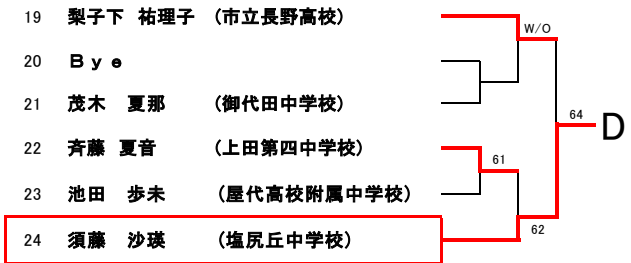 19 梨子下 祐理子 (市立長野高校)
W/O
20 Bye
21 茂木 夏那 (御代田中学校)
64
D
22 斉藤 夏音 (上田第四中学校)
61
23 池田 歩未 (屋代高校附属中学校)
62
24 須藤 沙瑛 (塩尻丘中学校)